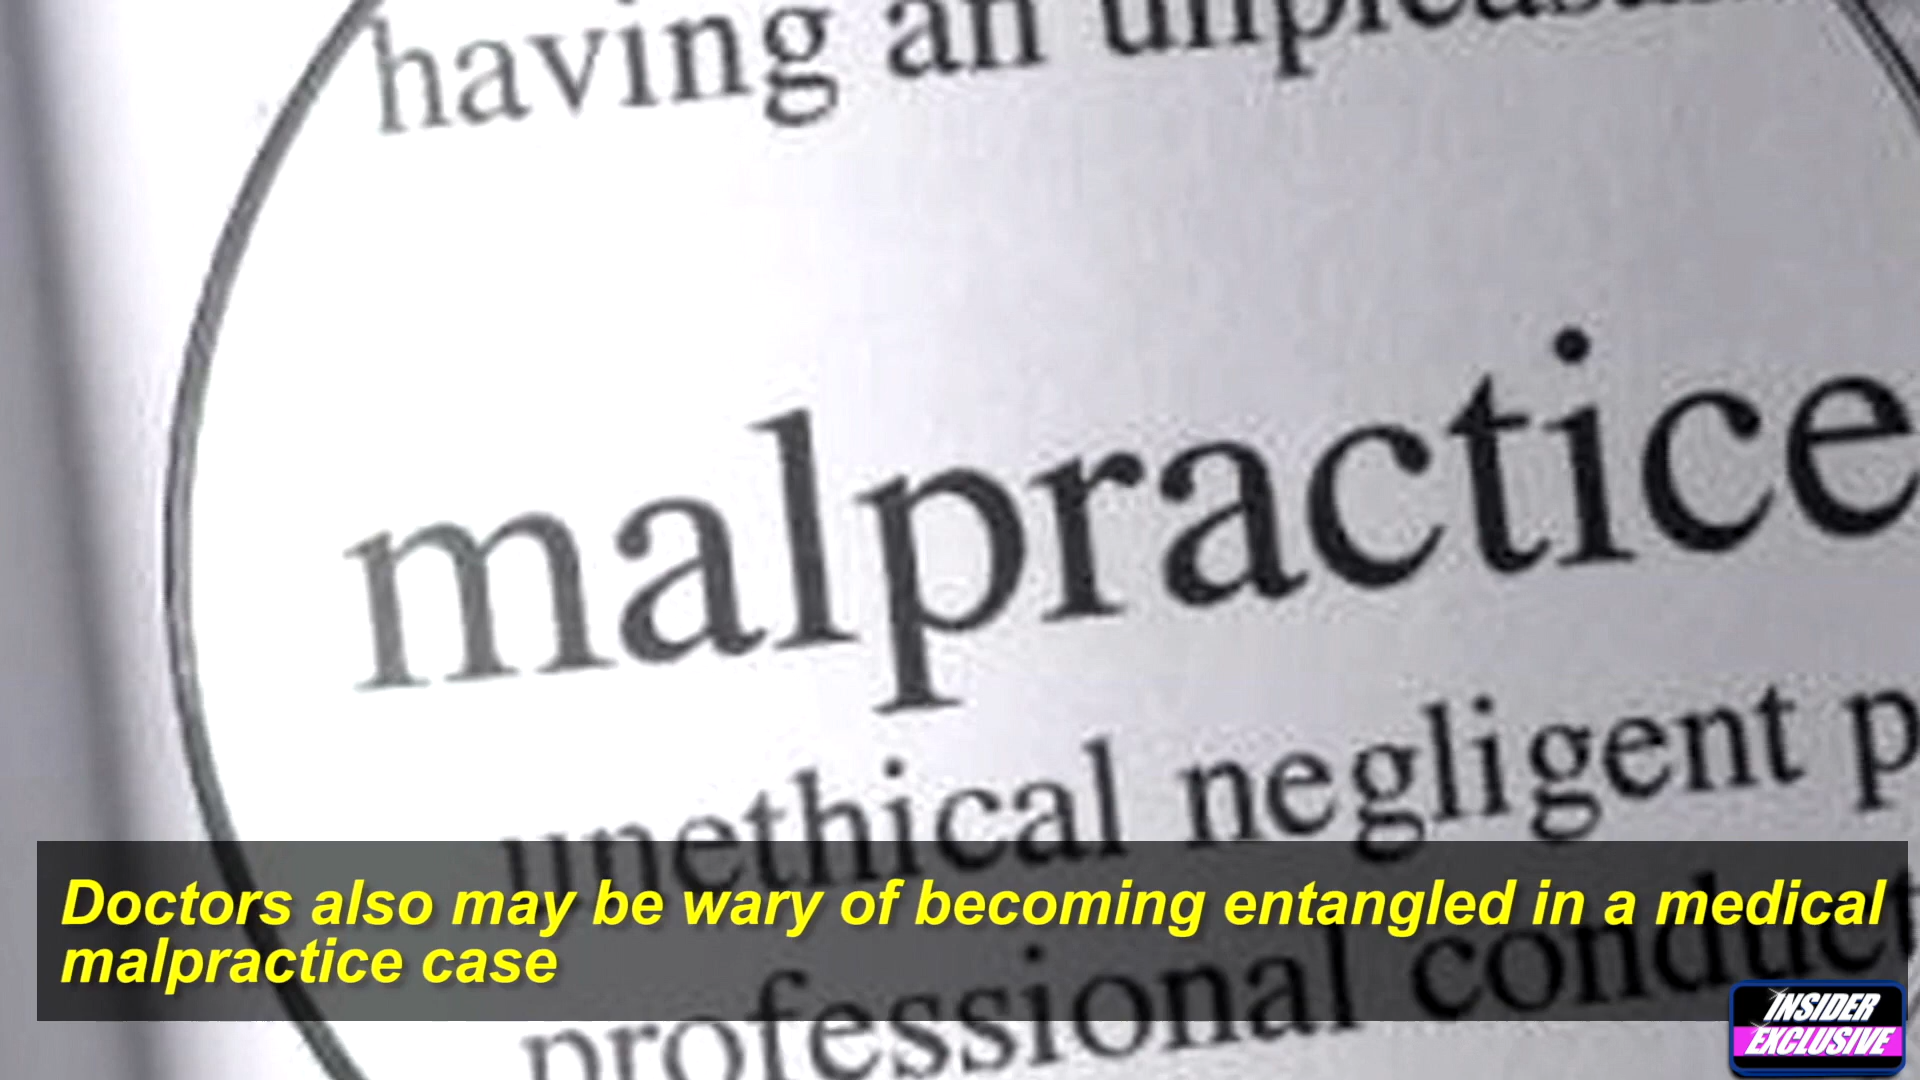 having an
malpractice
unethical negligent p
Doctors also may be wary of becoming entangled in a medical
malpractice case
professional conduct
INSIDER
EXCLUSIVE